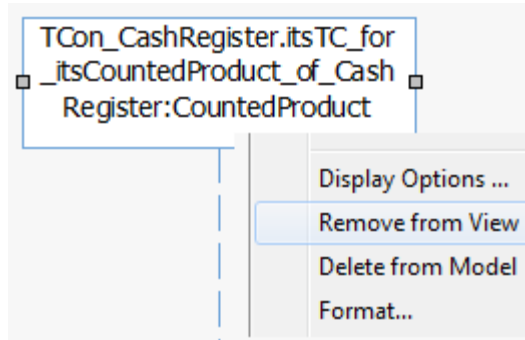 TCon_CashRegister.itsTC_for
_itsCountedProduct_of_Cash
Register:CountedProduct
Display Options ...
Remove from View
Delete from Model
Format...